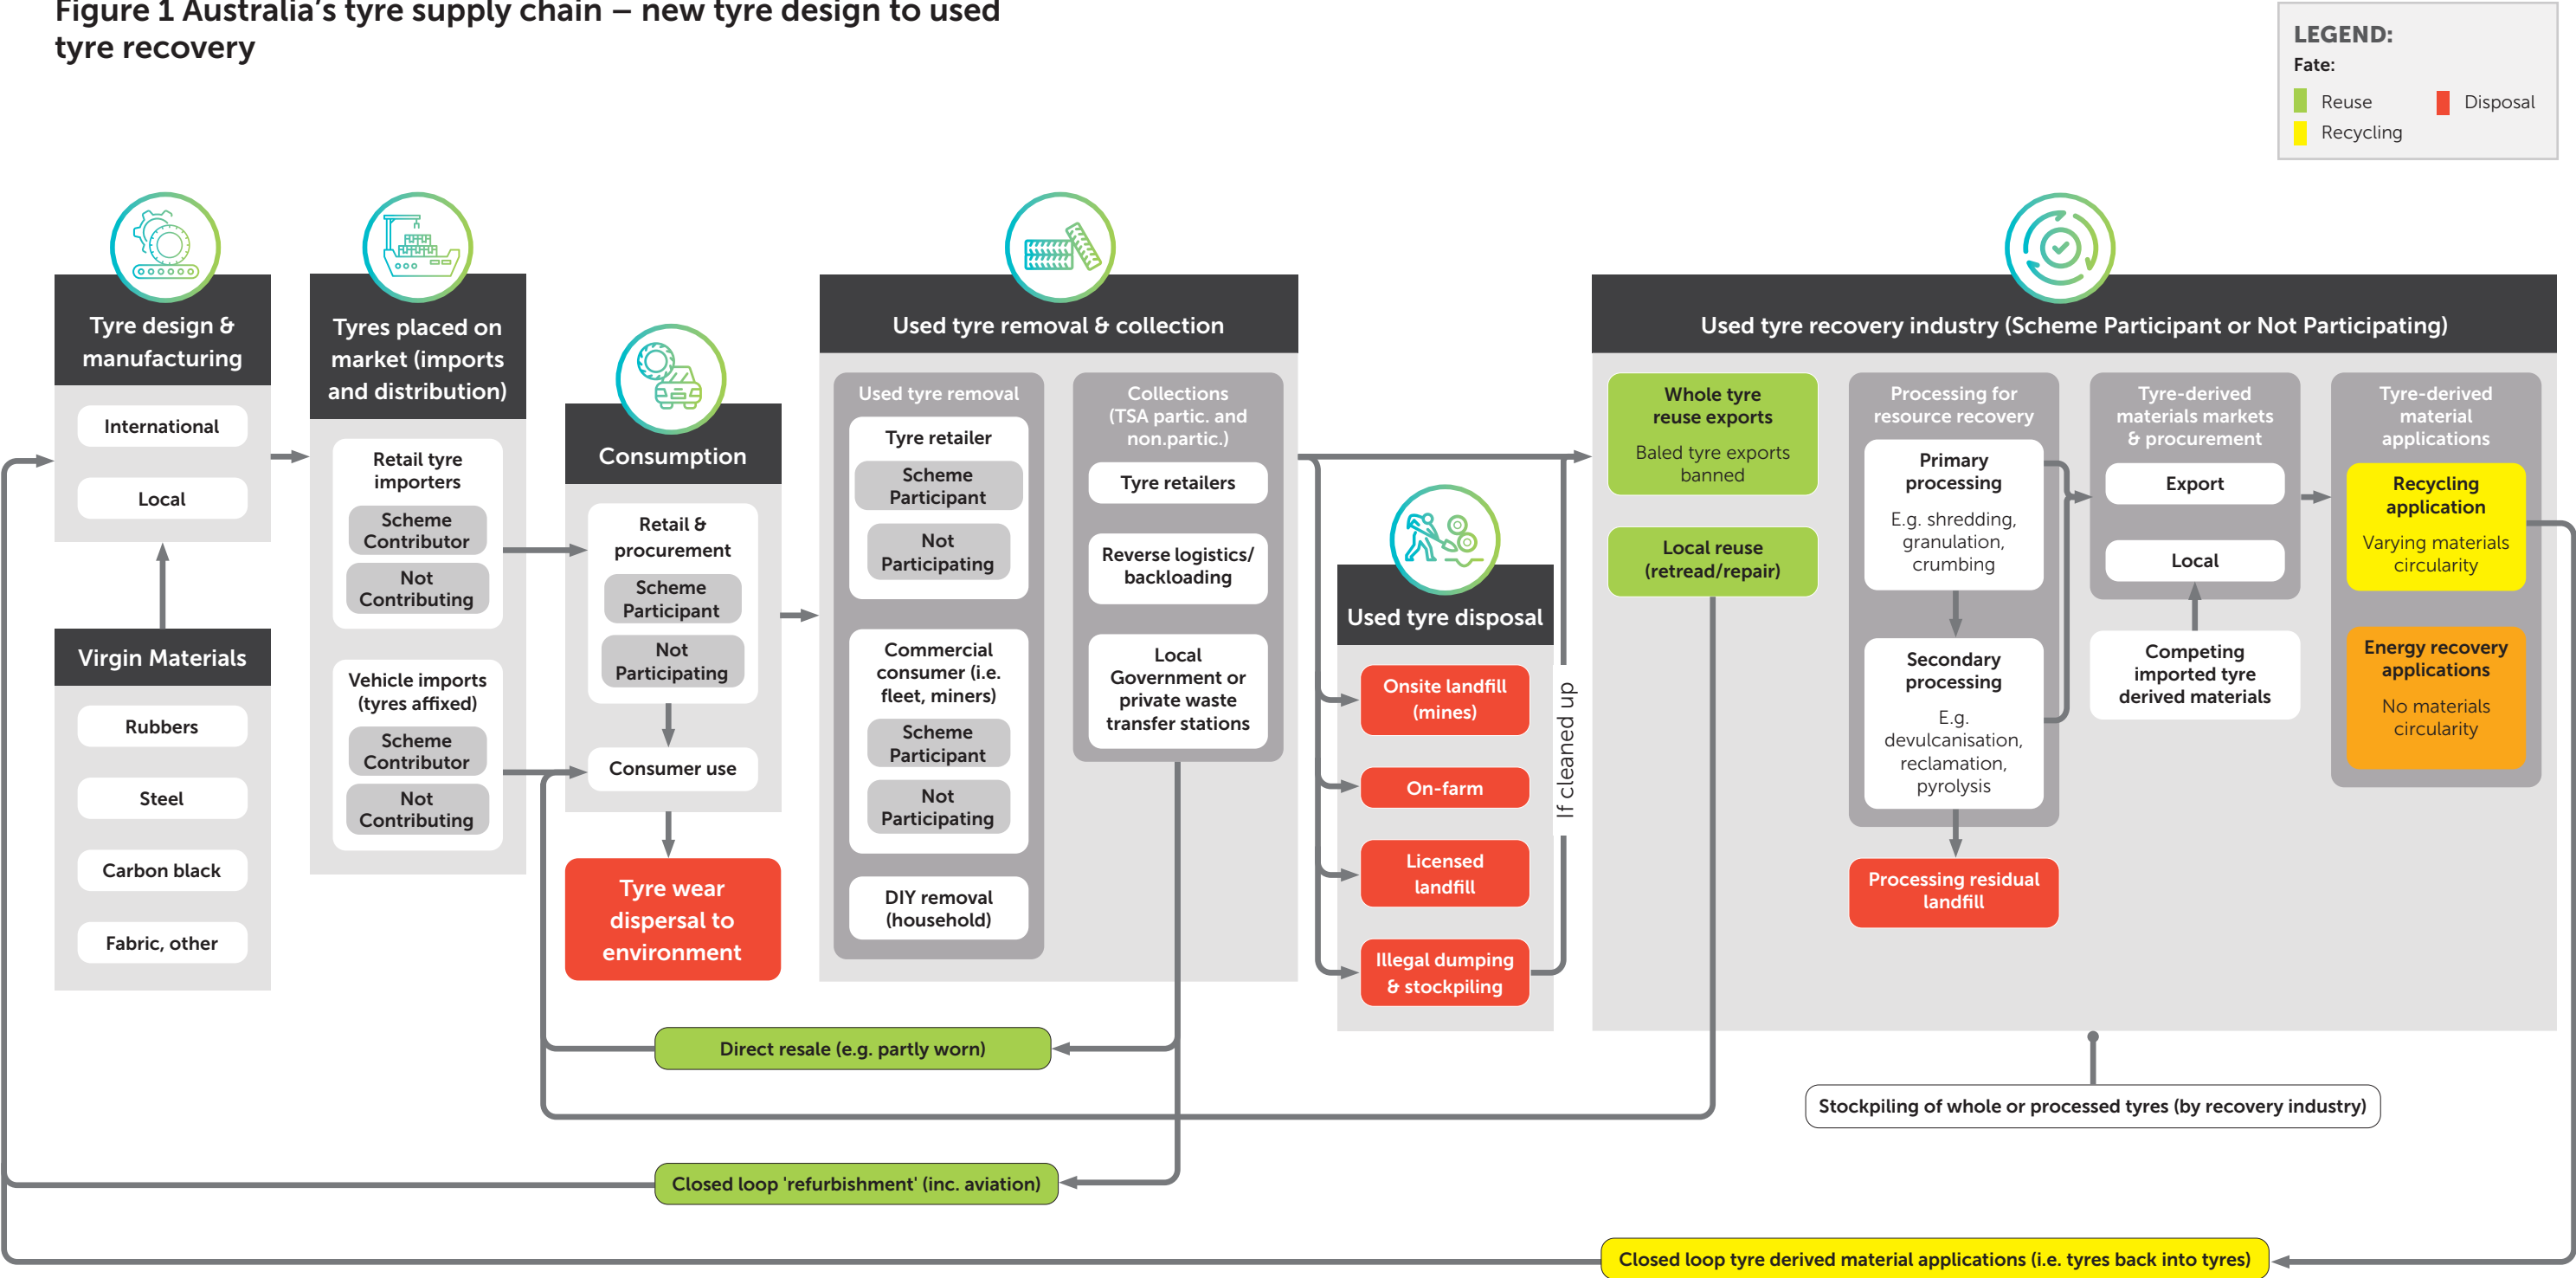 Figure 1 Australia's tyre supply chain – new tyre design to used
tyre recovery
LEGEND:
Fate:
Reuse
Disposal
Recycling
Tyre design &
manufacturing
International
Local
Virgin Materials
Rubbers
Steel
Carbon black
Fabric, other
Tyres placed on
market (imports
and distribution)
Retail tyre
importers
Scheme
Contributor
Not
Contributing
Vehicle imports
(tyres affixed)
Scheme
Contributor
Not
Contributing
Consumption
Retail &
procurement
Scheme
Participant
Not
Participating
Consumer use
Tyre wear
dispersal to
environment
Used tyre removal & collection
Used tyre removal
Tyre retailer
Scheme
Participant
Not
Participating
Commercial
consumer (i.e.
fleet, miners)
Scheme
Participant
Not
Participating
DIY removal
(household)
Collections
(TSA partic. and
non.partic.)
Tyre retailers
Reverse logistics/
backloading
Local
Government or
private waste
transfer stations
Used tyre disposal
Onsite landfill
(mines)
On-farm
Licensed
landfill
Illegal dumping
& stockpiling
If cleaned up
Used tyre recovery industry (Scheme Participant or Not Participating)
Whole tyre
reuse exports
Baled tyre exports
banned
Local reuse
(retread/repair)
Processing for
resource recovery
Primary
processing
E.g. shredding,
granulation,
crumbing
Secondary
processing
E.g.
devulcanisation,
reclamation,
pyrolysis
Processing residual
landfill
Tyre-derived
materials markets
& procurement
Export
Local
Competing
imported tyre
derived materials
Tyre-derived
material
applications
Recycling
application
Varying materials
circularity
Energy recovery
applications
No materials
circularity
Direct resale (e.g. partly worn)
Stockpiling of whole or processed tyres (by recovery industry)
Closed loop 'refurbishment' (inc. aviation)
Closed loop tyre derived material applications (i.e. tyres back into tyres)